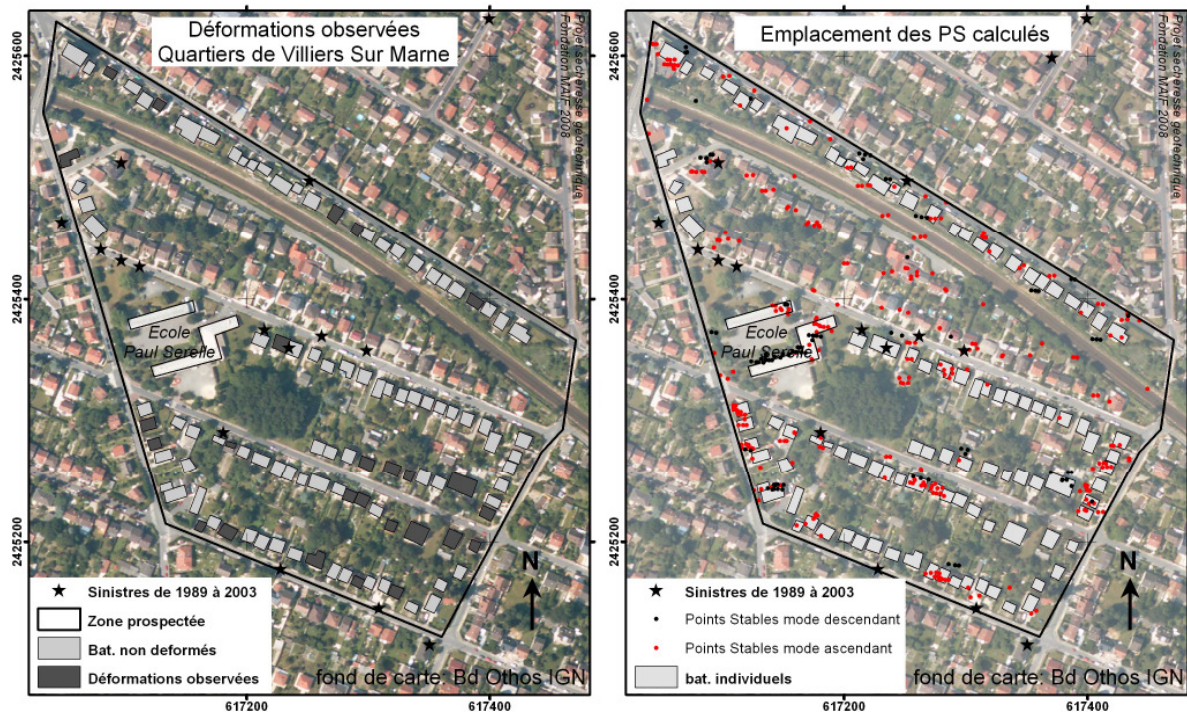 Déformations observées
Quartiers de Villiers Sur Marne
Projet sécheresse géotechnique
Fondation MAIF 2008
2425600
2425400
2425200
Ecole
Paul Serelle
N
Sinistres de 1989 à 2003
Zone prospectée
Bat. non deformés
Déformations observées
fond de carte: Bd Othos IGN
617200
617400
Emplacement des PS calculés
Projet sécheresse géotechnique
Fondation MAIF 2008
Ecole
Paul Serelle
N
Sinistres de 1989 à 2003
Points Stables mode descendant
Points Stables mode ascendant
bat. individuels
fond de carte: Bd Othos IGN
617200
617400